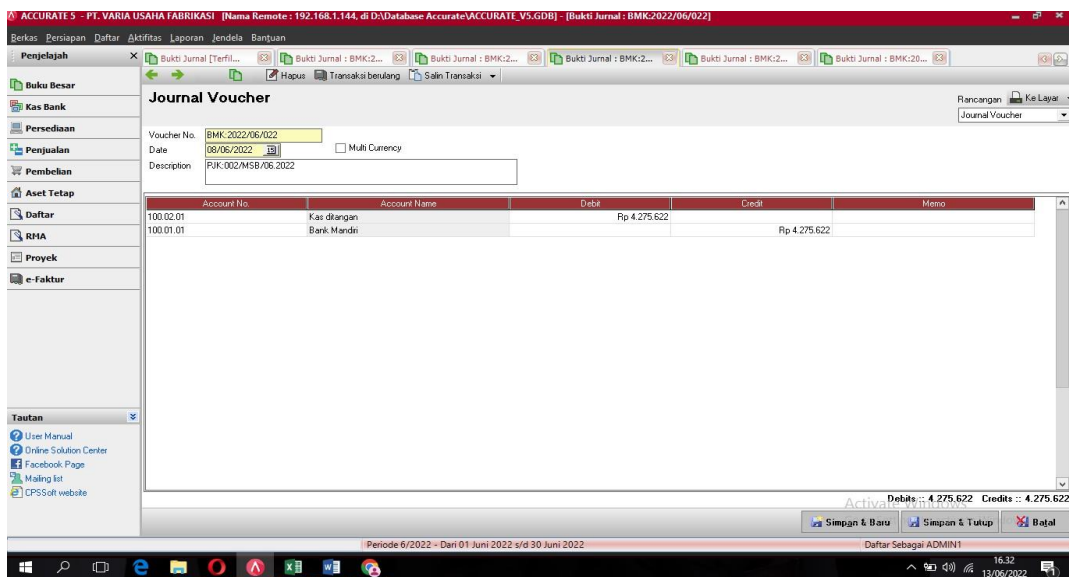 ACCURATE 5 - PT. VARIA USAHA FABRIKASI [Nama Remote : 192.168.1.144, di D:\Database Accurate\ACCURATE_V5.GDB] - [Bukti Jurnal : BMK:2022/06/022]
Berkas Persiapan Daftar Aktifitas Laporan Jendela Bantuan
Penjelajah
Bukti Jurnal [Terfil... Bukti Jurnal : BMK:2... Bukti Jurnal : BMK:2... Bukti Jurnal : BMK:2... Bukti Jurnal : BMK:2... Bukti Jurnal : BMK:20...
Hapus Transaksi berulang Salin Transaksi
Buku Besar
Kas Bank
Persediaan
Penjualan
Pembelian
Aset Tetap
Daftar
RMA
Proyek
e-Faktur
Journal Voucher
Rancangan Ke Layar
Journal Voucher
Voucher No. BMK:2022/06/022
Date 08/06/2022 15 Multi Currency
Description PJK:002/MSB/06.2022
Account No. Account Name Debit Credit Memo
100.02.01 Kas ditangan Rp 4.275.622
100.01.01 Bank Mandiri Rp 4.275.622
Tautan
User Manual
Online Solution Center
Facebook Page
Mailing list
CPSSoft website
Activate Windows
Debits :: 4.275.622 Credits :: 4.275.622
Simpan & Baru Simpan & Tutup Batal
Periode 6/2022 - Dari 01 Juni 2022 s/d 30 Juni 2022 Daftar Sebagai ADMIN1
16.32
13/06/2022
1